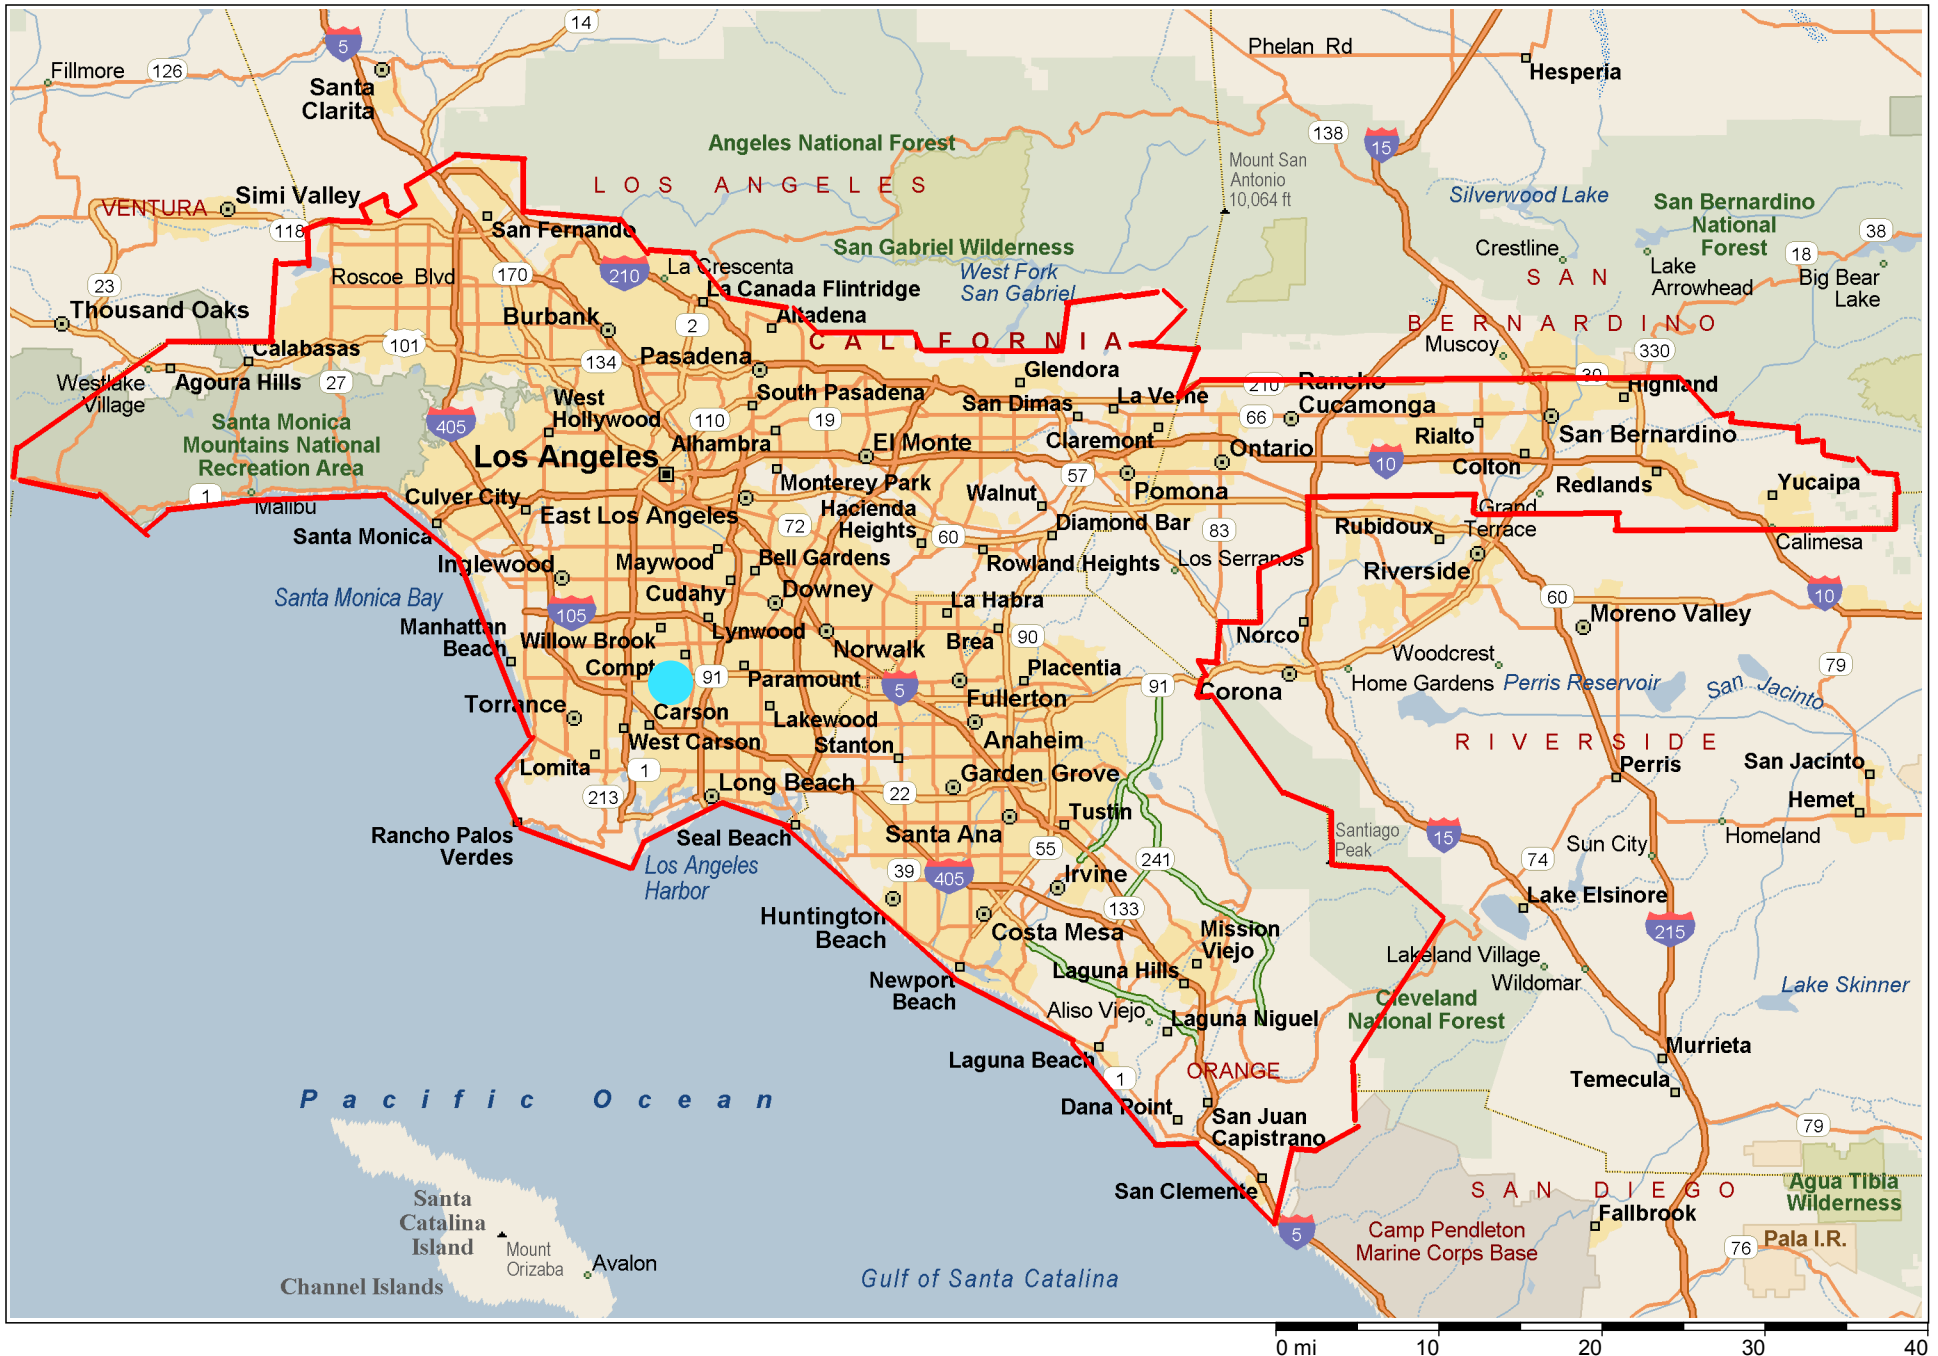 14
5
Phelan Rd
Fillmore
126
Hesperia
Santa
Clarita
138
15
Angeles National Forest
Mount San
Antonio
10,064 ft
LOS ANGELES
Silverwood Lake
San Bernardino
National
Forest
38
VENTURA
Simi Valley
118
San Fernando
San Gabriel Wilderness
Crestline
18
Lake
Arrowhead
Big Bear
Lake
Roscoe Blvd
170
210
La Crescenta
West Fork
San Gabriel
SAN
23
La Canada Flintridge
Thousand Oaks
Burbank
2
Altadena
BERNARDINO
101
134
CALIFORNIA
Muscoy
330
Calabasas
Pasadena
Glendora
Westlake
Village
Agoura Hills
27
210
Rancho
Cucamonga
30
Highland
West
Hollywood
South Pasadena
San Dimas
La Verne
66
Santa Monica
Mountains National
Recreation Area
405
110
19
Alhambra
El Monte
Claremont
Ontario
Rialto
San Bernardino
Los Angeles
10
Colton
57
Monterey Park
Walnut
Pomona
Redlands
Yucaipa
1
Malibu
Culver City
East Los Angeles
Hacienda
Heights
Diamond Bar
Grand
Terrace
Santa Monica
72
60
83
Rubidoux
Calimesa
Inglewood
Maywood
Bell Gardens
Rowland Heights
Los Serranos
Riverside
Santa Monica Bay
105
Cudahy
Downey
La Habra
60
10
Moreno Valley
Manhattan
Beach
Willow Brook
Lynwood
Norwalk
Brea
90
Norco
Compt
91
Paramount
5
Placentia
91
Corona
Woodcrest
Home Gardens
Perris Reservoir
San Jacinto
79
Torrance
Carson
Lakewood
Fullerton
West Carson
Stanton
Anaheim
RIVERSIDE
Lomita
1
Perris
San Jacinto
213
Long Beach
22
Garden Grove
Hemet
Tustin
Rancho Palos
Verdes
Seal Beach
Santa Ana
Santiago
Peak
15
Homeland
Los Angeles
Harbor
39
405
55
241
Sun City
74
Irvine
133
Lake Elsinore
Huntington
Beach
Costa Mesa
Mission
Viejo
215
Laguna Hills
Lakeland Village
Wildomar
Newport
Beach
Lake Skinner
Aliso Viejo
Laguna Niguel
Cleveland
National Forest
Laguna Beach
Murrieta
1
ORANGE
Temecula
Pacific Ocean
Dana Point
San Juan
Capistrano
79
San Clemente
SAN DIEGO
Agua Tibia
Wilderness
Santa
Catalina
Island
Fallbrook
5
Camp Pendleton
Marine Corps Base
76
Pala I.R.
Mount
Orizaba
Avalon
Channel Islands
Gulf of Santa Catalina
0 mi 10 20 30 40